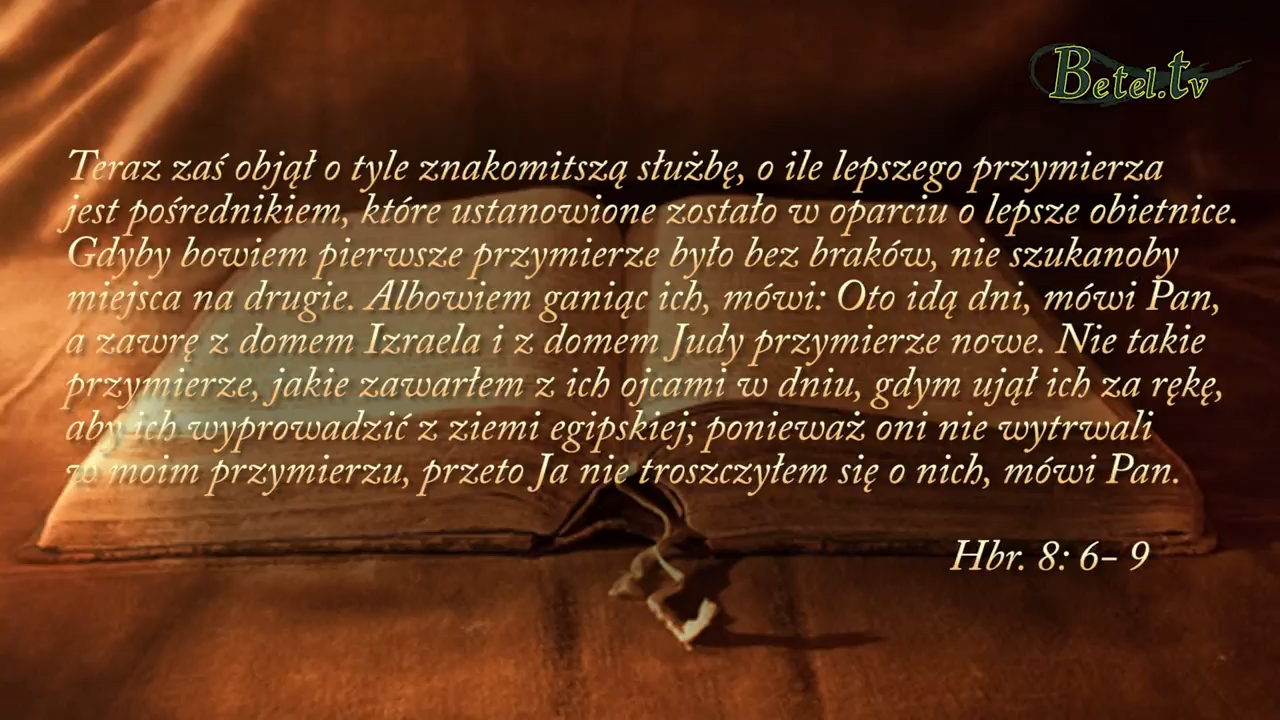 Betel.tv
Teraz zaś objął o tyle znakomitszą służbę, o ile lepszego przymierza
jest pośrednikiem, które ustanowione zostało w oparciu o lepsze obietnice.
Gdyby bowiem pierwsze przymierze było bez braków, nie szukanoby
miejsca na drugie. Albowiem ganiąc ich, mówi: Oto idą dni, mówi Pan,
a zawrę z domem Izraela i z domem Judy przymierze nowe. Nie takie
przymierze, jakie zawarłem z ich ojcami w dniu, gdym ujął ich za rękę,
aby ich wyprowadzić z ziemi egipskiej; ponieważ oni nie wytrwali
w moim przymierzu, przeto Ja nie troszczyłem się o nich, mówi Pan.
Hbr. 8: 6– 9